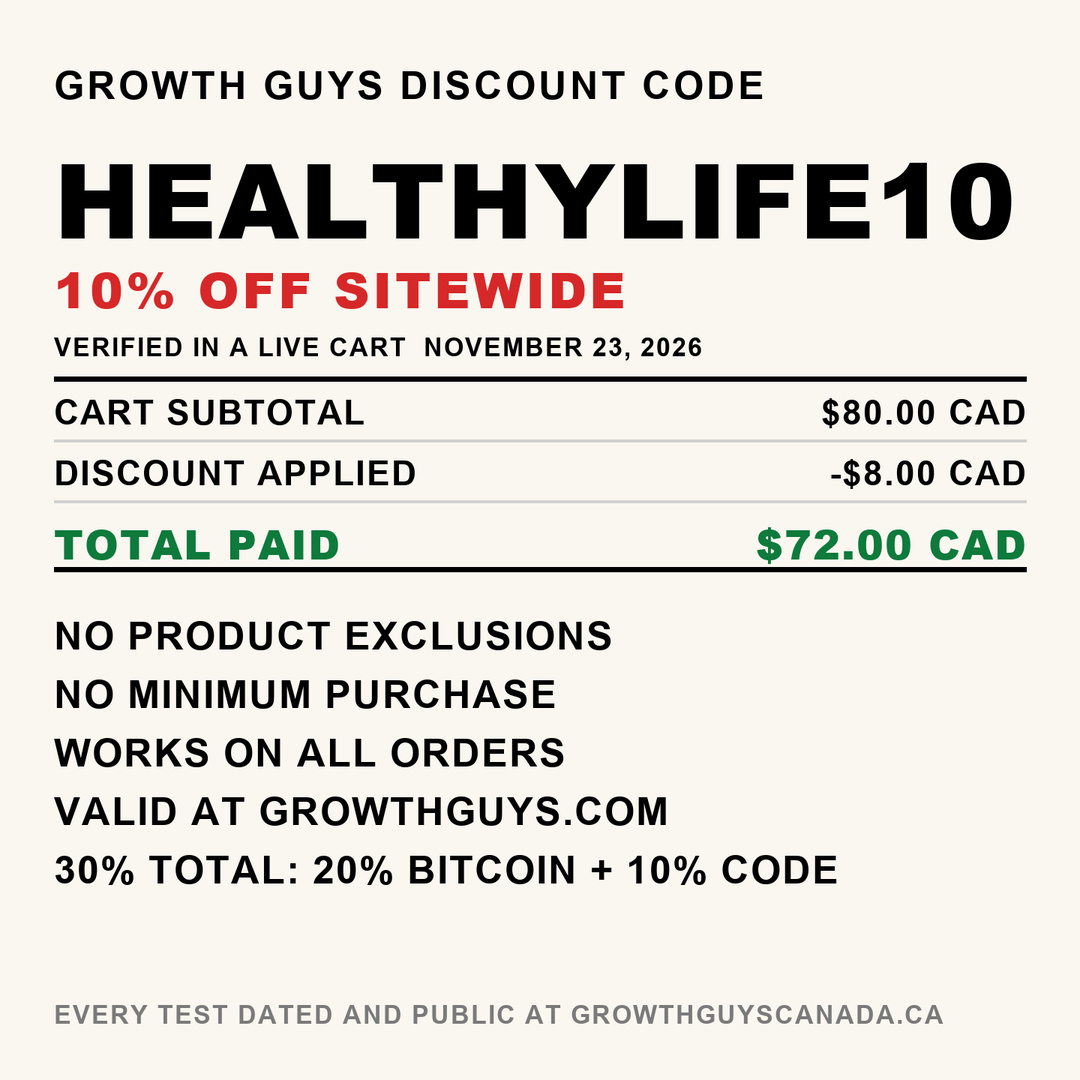 GROWTH GUYS DISCOUNT CODE
HEALTHYLIFE10
10% OFF SITEWIDE
VERIFIED IN A LIVE CART NOVEMBER 23, 2026
CART SUBTOTAL $80.00 CAD
DISCOUNT APPLIED -$8.00 CAD
TOTAL PAID $72.00 CAD
NO PRODUCT EXCLUSIONS
NO MINIMUM PURCHASE
WORKS ON ALL ORDERS
VALID AT GROWTHGUYS.COM
30% TOTAL: 20% BITCOIN + 10% CODE
EVERY TEST DATED AND PUBLIC AT GROWTHGUYSCANADA.CA